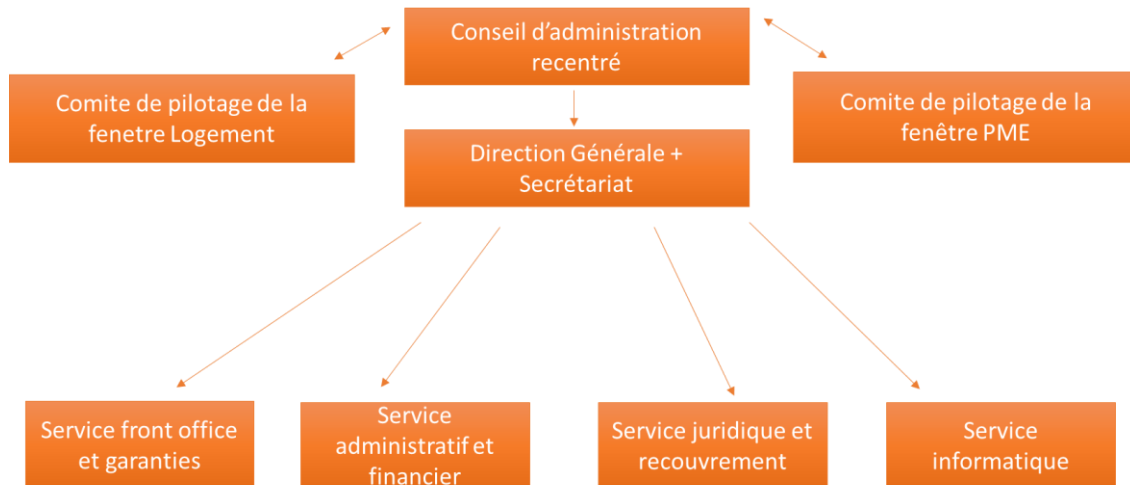 Conseil d’administration
recentré
Comite de pilotage de la
fenetre Logement
Comite de pilotage de la
fenêtre PME
Direction Générale +
Secrétariat
Service front office
et garanties
Service
administratif et
financier
Service juridique et
recouvrement
Service
informatique